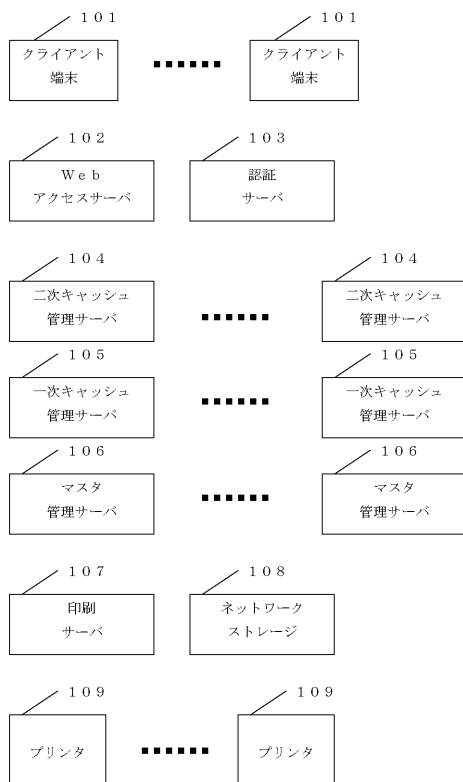 １０１　１０１
クライアント　クライアント
端末　端末
１０２　１０３
Ｗｅｂ　認証
アクセスサーバ　サーバ
１０４　１０４
二次キャッシュ　二次キャッシュ
管理サーバ　管理サーバ
１０５　１０５
一次キャッシュ　一次キャッシュ
管理サーバ　管理サーバ
１０６　１０６
マスタ　マスタ
管理サーバ　管理サーバ
１０７　１０８
印刷　ネットワーク
サーバ　ストレージ
１０９　１０９
プリンタ　プリンタ